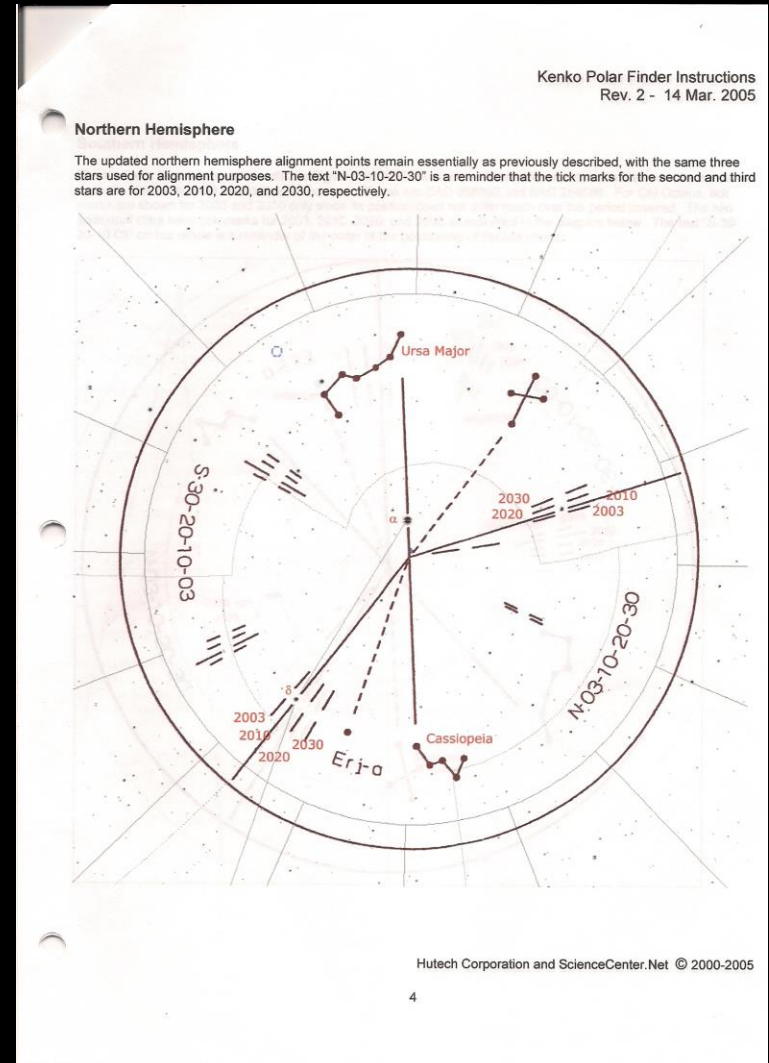 Kenko Polar Finder Instructions
Rev. 2 - 14 Mar. 2005
Northern Hemisphere
The updated northern hemisphere alignment points remain essentially as previously described, with the same three
stars used for alignment purposes. The text “N-03-10-20-30” is a reminder that the tick marks for the second and third
stars are for 2003, 2010, 2020, and 2030, respectively.
Ursa Major
S-30-20-10-03
2030
2010
2020
2003
α
N-03-10-20-30
δ
2003
2010
2020
2030
Eri-α
Cassiopeia
Hutech Corporation and ScienceCenter.Net © 2000-2005
4